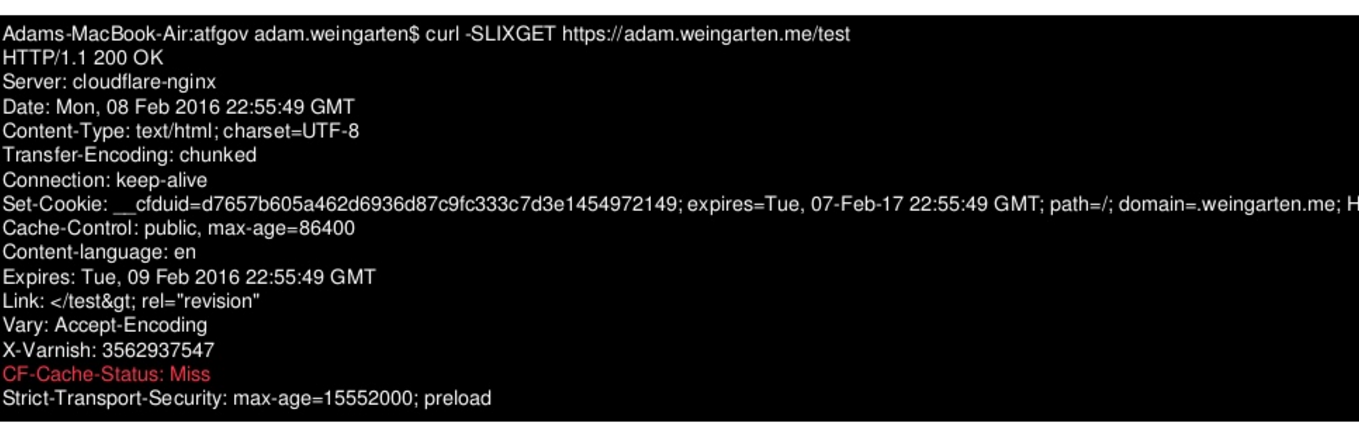 Adams-MacBook-Air:atfgov adam.weingarten$ curl -SLIXGET https://adam.weingarten.me/test
HTTP/1.1 200 OK
Server: cloudflare-nginx
Date: Mon, 08 Feb 2016 22:55:49 GMT
Content-Type: text/html; charset=UTF-8
Transfer-Encoding: chunked
Connection: keep-alive
Set-Cookie: __cfduid=d7657b605a462d6936d87c9fc333c7d3e1454972149; expires=Tue, 07-Feb-17 22:55:49 GMT; path=/; domain=.weingarten.me; H
Cache-Control: public, max-age=86400
Content-language: en
Expires: Tue, 09 Feb 2016 22:55:49 GMT
Link: </test&gt; rel="revision"
Vary: Accept-Encoding
X-Varnish: 3562937547
CF-Cache-Status: Miss
Strict-Transport-Security: max-age=15552000; preload